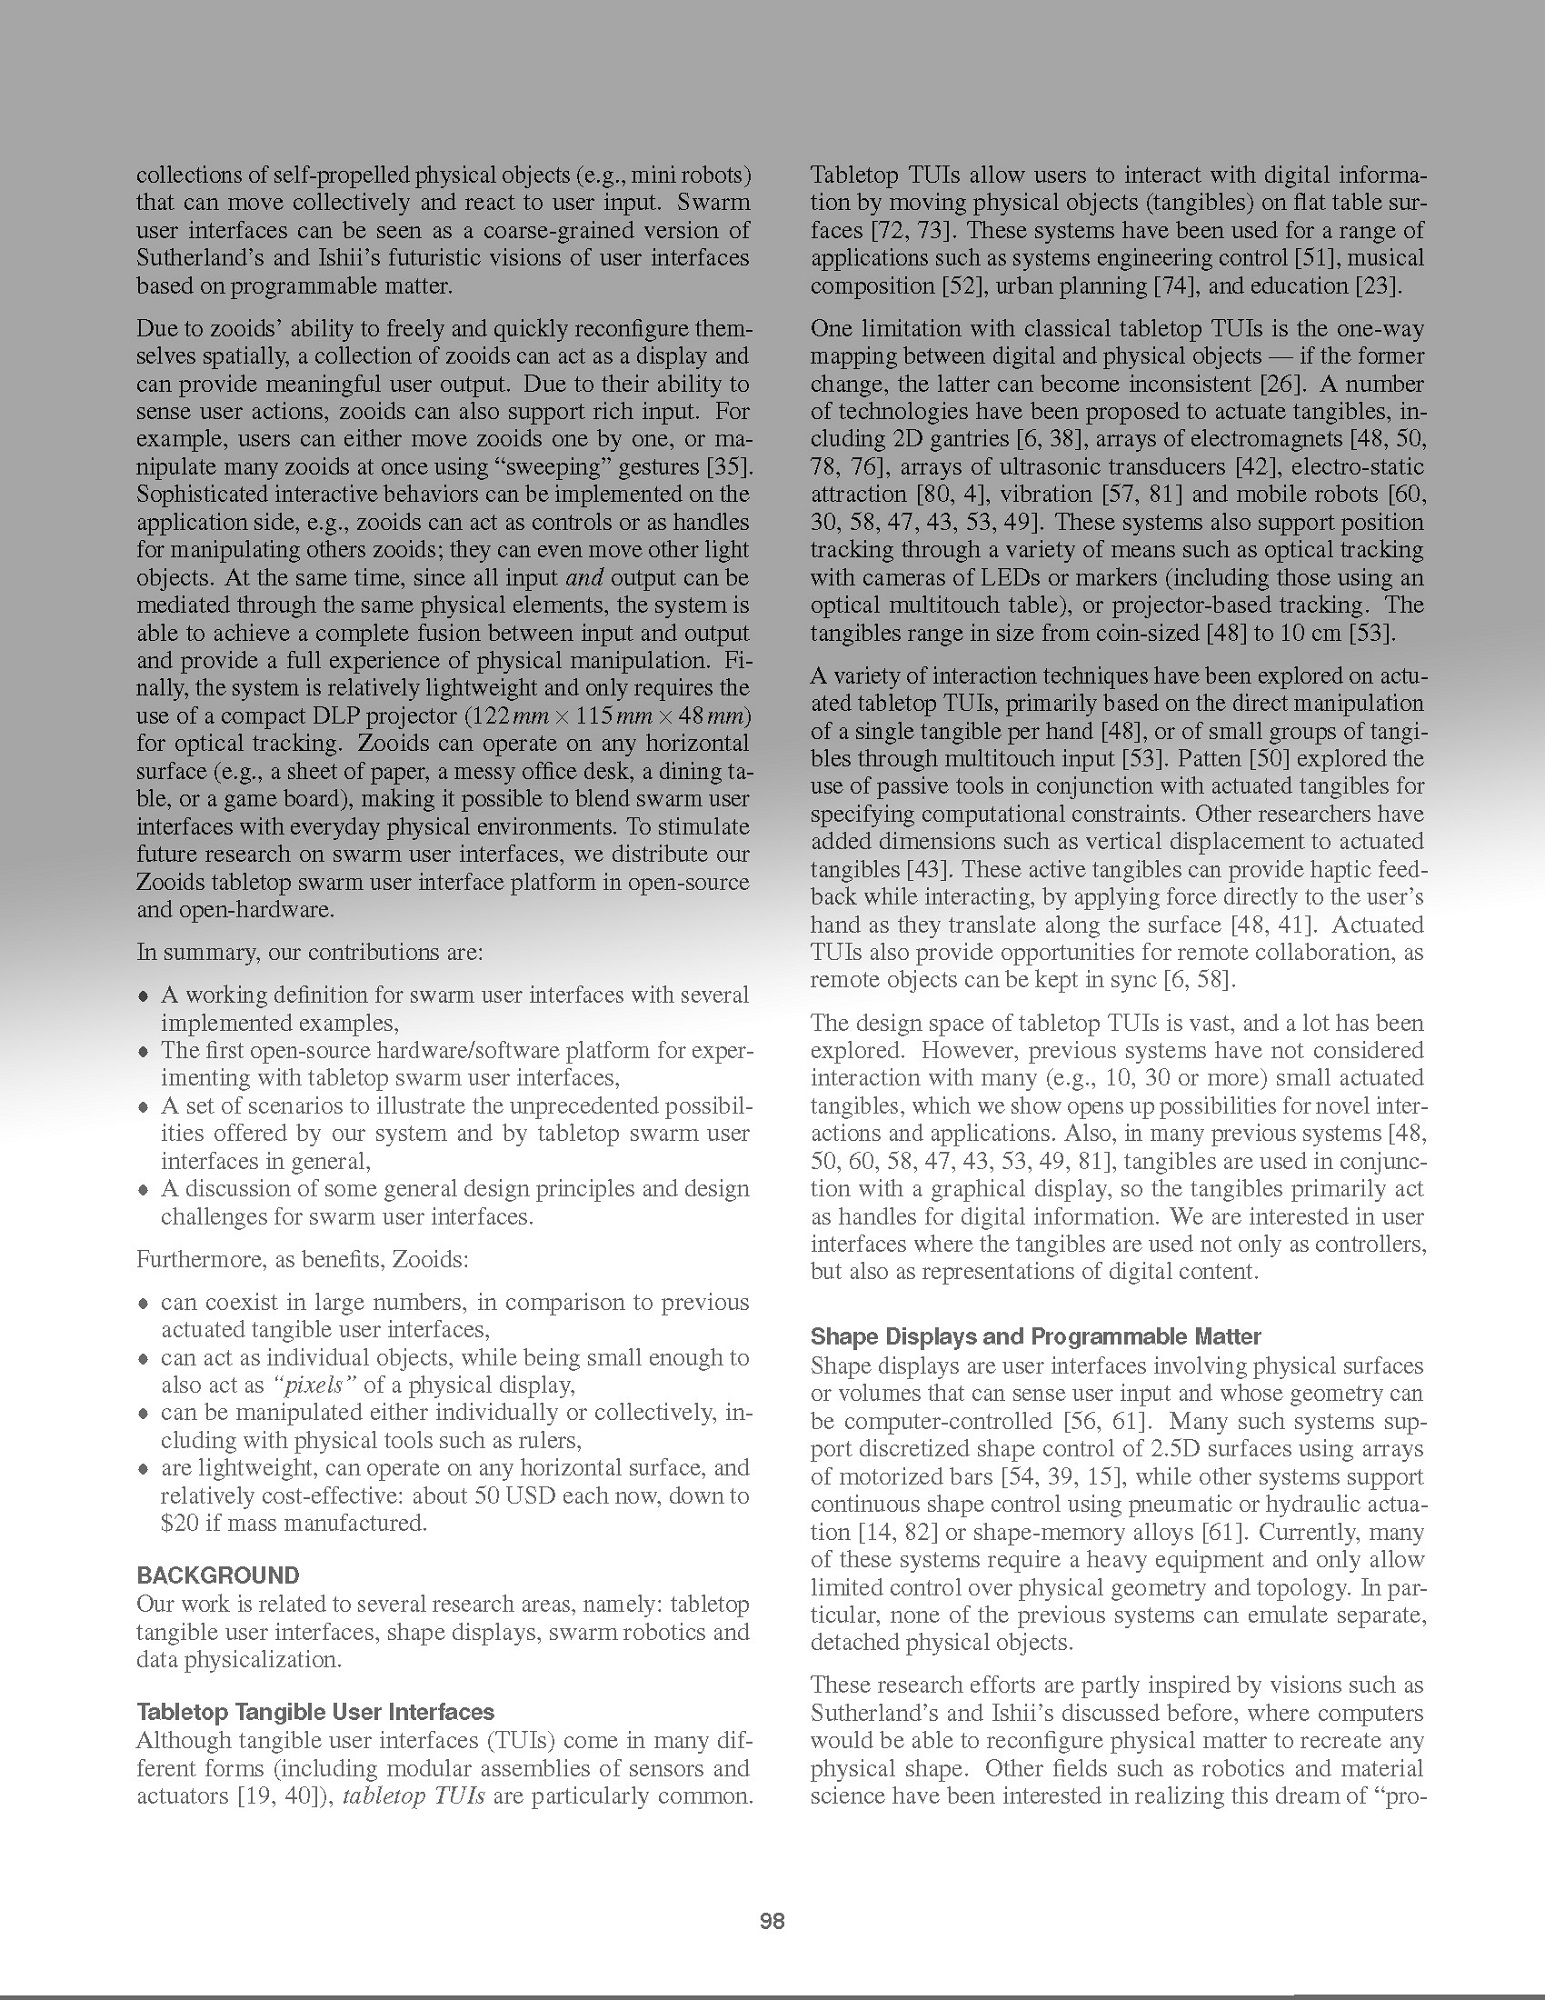 collections of self-propelled physical objects (e.g., mini robots)
that can move collectively and react to user input. Swarm
user interfaces can be seen as a coarse-grained version of
Sutherland's and Ishii's futuristic visions of user interfaces
based on programmable matter.
Due to zooids' ability to freely and quickly reconfigure them-
selves spatially, a collection of zooids can act as a display and
can provide meaningful user output. Due to their ability to
sense user actions, zooids can also support rich input. For
example, users can either move zooids one by one, or ma-
nipulate many zooids at once using “sweeping” gestures [35].
Sophisticated interactive behaviors can be implemented on the
application side, e.g., zooids can act as controls or as handles
for manipulating others zooids; they can even move other light
objects. At the same time, since all input and output can be
mediated through the same physical elements, the system is
able to achieve a complete fusion between input and output
and provide a full experience of physical manipulation. Fi-
nally, the system is relatively lightweight and only requires the
use of a compact DLP projector (122mm × 115mm × 48mm)
for optical tracking. Zooids can operate on any horizontal
surface (e.g., a sheet of paper, a messy office desk, a dining ta-
ble, or a game board), making it possible to blend swarm user
interfaces with everyday physical environments. To stimulate
future research on swarm user interfaces, we distribute our
Zooids tabletop swarm user interface platform in open-source
and open-hardware.
In summary, our contributions are:
• A working definition for swarm user interfaces with several
implemented examples,
• The first open-source hardware/software platform for exper-
imenting with tabletop swarm user interfaces,
• A set of scenarios to illustrate the unprecedented possibil-
ities offered by our system and by tabletop swarm user
interfaces in general,
• A discussion of some general design principles and design
challenges for swarm user interfaces.
Furthermore, as benefits, Zooids:
• can coexist in large numbers, in comparison to previous
actuated tangible user interfaces,
• can act as individual objects, while being small enough to
also act as “pixels” of a physical display,
• can be manipulated either individually or collectively, in-
cluding with physical tools such as rulers,
• are lightweight, can operate on any horizontal surface, and
relatively cost-effective: about 50 USD each now, down to
$20 if mass manufactured.
BACKGROUND
Our work is related to several research areas, namely: tabletop
tangible user interfaces, shape displays, swarm robotics and
data physicalization.
Tabletop Tangible User Interfaces
Although tangible user interfaces (TUIs) come in many dif-
ferent forms (including modular assemblies of sensors and
actuators [19, 40]), tabletop TUIs are particularly common.
Tabletop TUIs allow users to interact with digital informa-
tion by moving physical objects (tangibles) on flat table sur-
faces [72, 73]. These systems have been used for a range of
applications such as systems engineering control [51], musical
composition [52], urban planning [74], and education [23].
One limitation with classical tabletop TUIs is the one-way
mapping between digital and physical objects — if the former
change, the latter can become inconsistent [26]. A number
of technologies have been proposed to actuate tangibles, in-
cluding 2D gantries [6, 38], arrays of electromagnets [48, 50,
78, 76], arrays of ultrasonic transducers [42], electro-static
attraction [80, 4], vibration [57, 81] and mobile robots [60,
30, 58, 47, 43, 53, 49]. These systems also support position
tracking through a variety of means such as optical tracking
with cameras of LEDs or markers (including those using an
optical multitouch table), or projector-based tracking. The
tangibles range in size from coin-sized [48] to 10 cm [53].
A variety of interaction techniques have been explored on actu-
ated tabletop TUIs, primarily based on the direct manipulation
of a single tangible per hand [48], or of small groups of tangi-
bles through multitouch input [53]. Patten [50] explored the
use of passive tools in conjunction with actuated tangibles for
specifying computational constraints. Other researchers have
added dimensions such as vertical displacement to actuated
tangibles [43]. These active tangibles can provide haptic feed-
back while interacting, by applying force directly to the user's
hand as they translate along the surface [48, 41]. Actuated
TUIs also provide opportunities for remote collaboration, as
remote objects can be kept in sync [6, 58].
The design space of tabletop TUIs is vast, and a lot has been
explored. However, previous systems have not considered
interaction with many (e.g., 10, 30 or more) small actuated
tangibles, which we show opens up possibilities for novel inter-
actions and applications. Also, in many previous systems [48,
50, 60, 58, 47, 43, 53, 49, 81], tangibles are used in conjunc-
tion with a graphical display, so the tangibles primarily act
as handles for digital information. We are interested in user
interfaces where the tangibles are used not only as controllers,
but also as representations of digital content.
Shape Displays and Programmable Matter
Shape displays are user interfaces involving physical surfaces
or volumes that can sense user input and whose geometry can
be computer-controlled [56, 61]. Many such systems sup-
port discretized shape control of 2.5D surfaces using arrays
of motorized bars [54, 39, 15], while other systems support
continuous shape control using pneumatic or hydraulic actua-
tion [14, 82] or shape-memory alloys [61]. Currently, many
of these systems require a heavy equipment and only allow
limited control over physical geometry and topology. In par-
ticular, none of the previous systems can emulate separate,
detached physical objects.
These research efforts are partly inspired by visions such as
Sutherland's and Ishii's discussed before, where computers
would be able to reconfigure physical matter to recreate any
physical shape. Other fields such as robotics and material
science have been interested in realizing this dream of “pro-
98